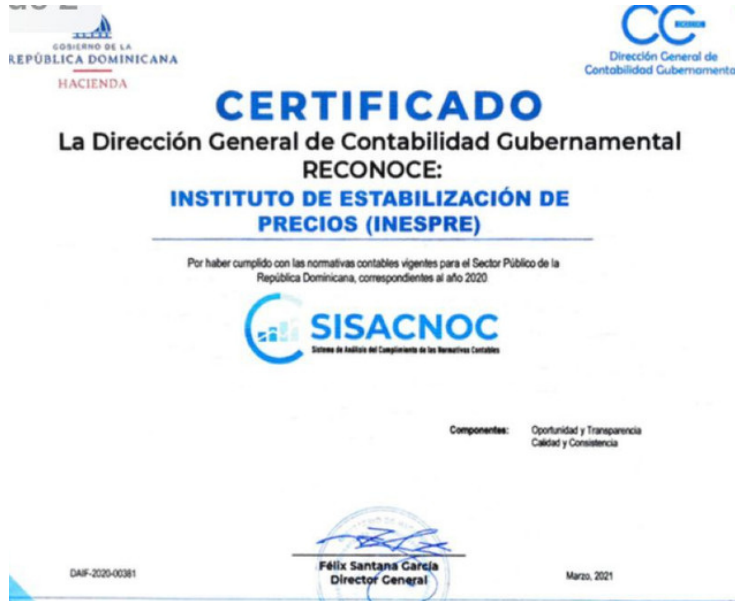 GOBIERNO DE LA
REPÚBLICA DOMINICANA
HACIENDA
Dirección General de
Contabilidad Gubernamental
CERTIFICADO
La Dirección General de Contabilidad Gubernamental
RECONOCE:
INSTITUTO DE ESTABILIZACIÓN DE
PRECIOS (INESPRE)
Por haber cumplido con las normativas contables vigentes para el Sector Público de la
República Dominicana, correspondientes al año 2020
SISACNOC
Sistema de Análisis del Cumplimiento de las Normativas Contables
Componentes: Oportunidad y Transparencia
Calidad y Consistencia
Félix Santana García
Director General
DAIF-2020-00381
Marzo, 2021